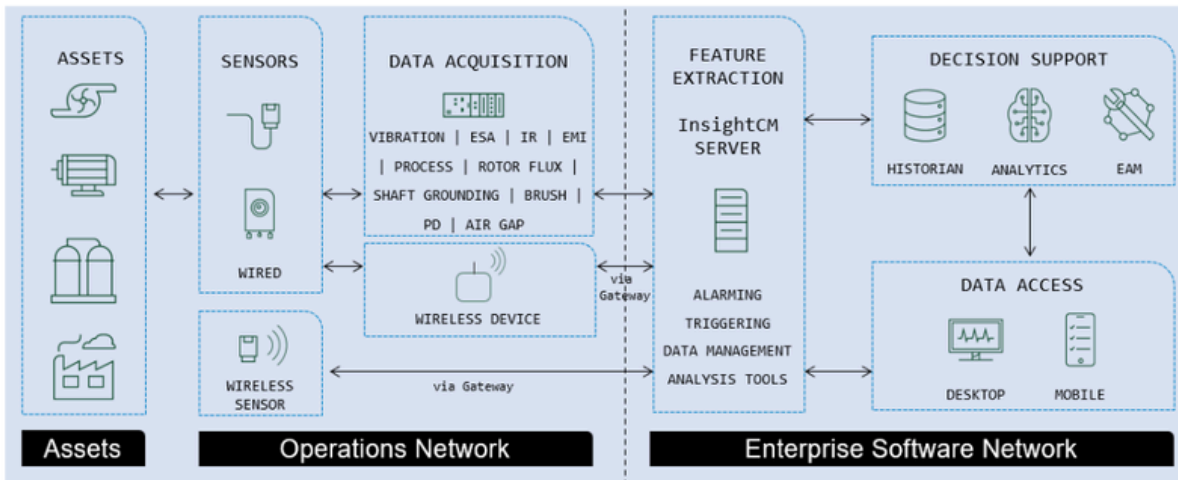 ASSETS
SENSORS
WIRED
WIRELESS
SENSOR
DATA ACQUISITION
VIBRATION | ESA | IR | EMI
| PROCESS | ROTOR FLUX |
SHAFT GROUNDING | BRUSH |
PD | AIR GAP
WIRELESS DEVICE
via
Gateway
via Gateway
FEATURE
EXTRACTION
InsightCM
SERVER
ALARMING
TRIGGERING
DATA MANAGEMENT
ANALYSIS TOOLS
DECISION SUPPORT
HISTORIAN
ANALYTICS
EAM
DATA ACCESS
DESKTOP
MOBILE
Assets
Operations Network
Enterprise Software Network